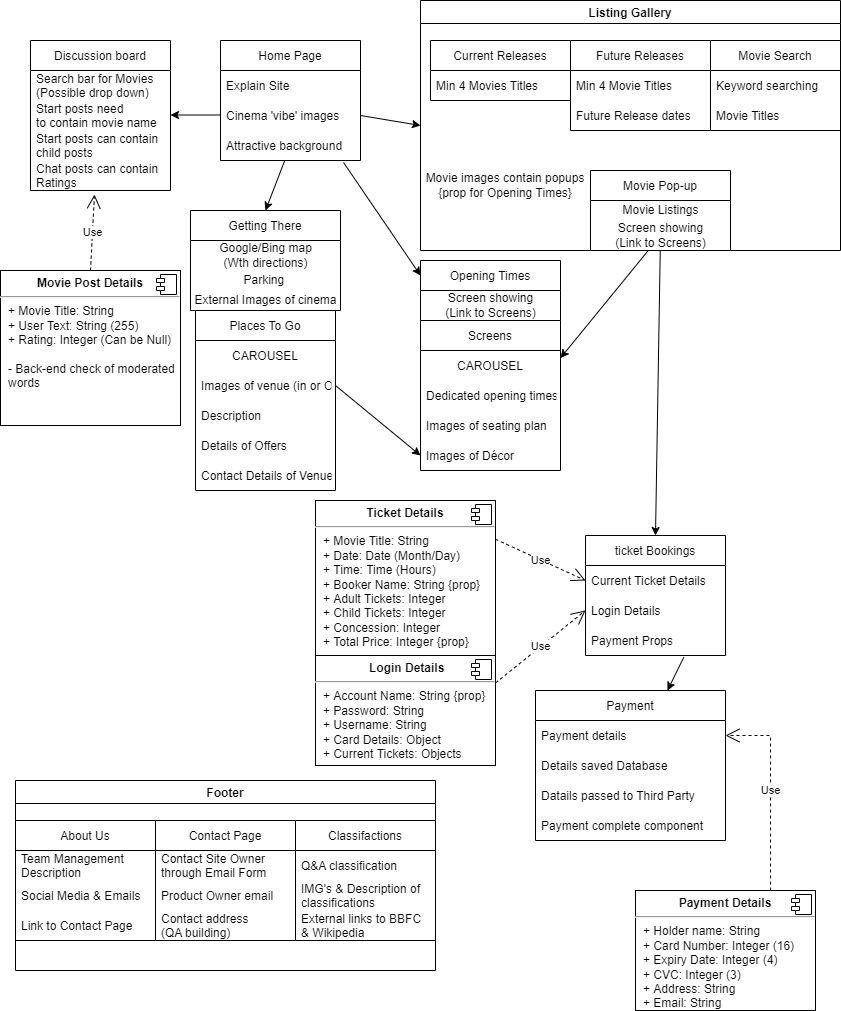 Listing Gallery
Discussion board
Search bar for Movies
(Possible drop down)
Start posts need
to contain movie name
Start posts can contain
child posts
Chat posts can contain
Ratings
Home Page
Explain Site
Cinema 'vibe' images
Attractive background
Current Releases
Min 4 Movies Titles
Future Releases
Min 4 Movie Titles
Future Release dates
Movie Search
Keyword searching
Movie Titles
Movie images contain popups
{prop for Opening Times}
Movie Pop-up
Movie Listings
Screen showing
(Link to Screens)
Use
Getting There
Google/Bing map
(Wth directions)
Parking
External Images of cinema
Opening Times
Screen showing
(Link to Screens)
Screens
CAROUSEL
Dedicated opening times
Images of seating plan
Images of Décor
Movie Post Details
+ Movie Title: String
+ User Text: String (255)
+ Rating: Integer (Can be Null)
- Back-end check of moderated
words
Places To Go
CAROUSEL
Images of venue (in or O
Description
Details of Offers
Contact Details of Venue
Ticket Details
+ Movie Title: String
+ Date: Date (Month/Day)
+ Time: Time (Hours)
+ Booker Name: String {prop}
+ Adult Tickets: Integer
+ Child Tickets: Integer
+ Concession: Integer
+ Total Price: Integer {prop}
Use
ticket Bookings
Current Ticket Details
Login Details
Payment Props
Use
Login Details
+ Account Name: String {prop}
+ Password: String
+ Username: String
+ Card Details: Object
+ Current Tickets: Objects
Payment
Payment details
Details saved Database
Datails passed to Third Party
Payment complete component
Use
Footer
About Us
Team Management
Description
Social Media & Emails
Link to Contact Page
Contact Page
Contact Site Owner
through Email Form
Product Owner email
Contact address
(QA building)
Classifactions
Q&A classification
IMG's & Description of
classifications
External links to BBFC
& Wikipedia
Payment Details
+ Holder name: String
+ Card Number: Integer (16)
+ Expiry Date: Integer (4)
+ CVC: Integer (3)
+ Address: String
+ Email: String